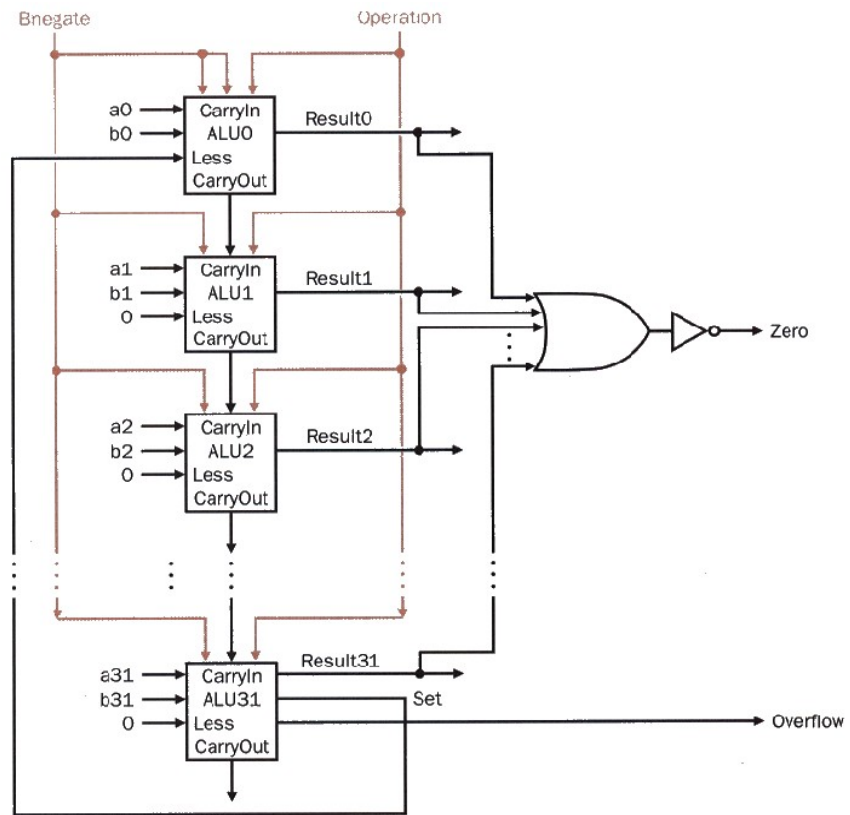 Bnegate Operation
a0 CarryIn
b0 ALU0 Result0
Less
CarryOut
a1 CarryIn
b1 ALU1 Result1
0 Less
CarryOut
Zero
a2 CarryIn
b2 ALU2 Result2
0 Less
CarryOut
a31 CarryIn Result31
b31 ALU31 Set
0 Less Overflow
CarryOut